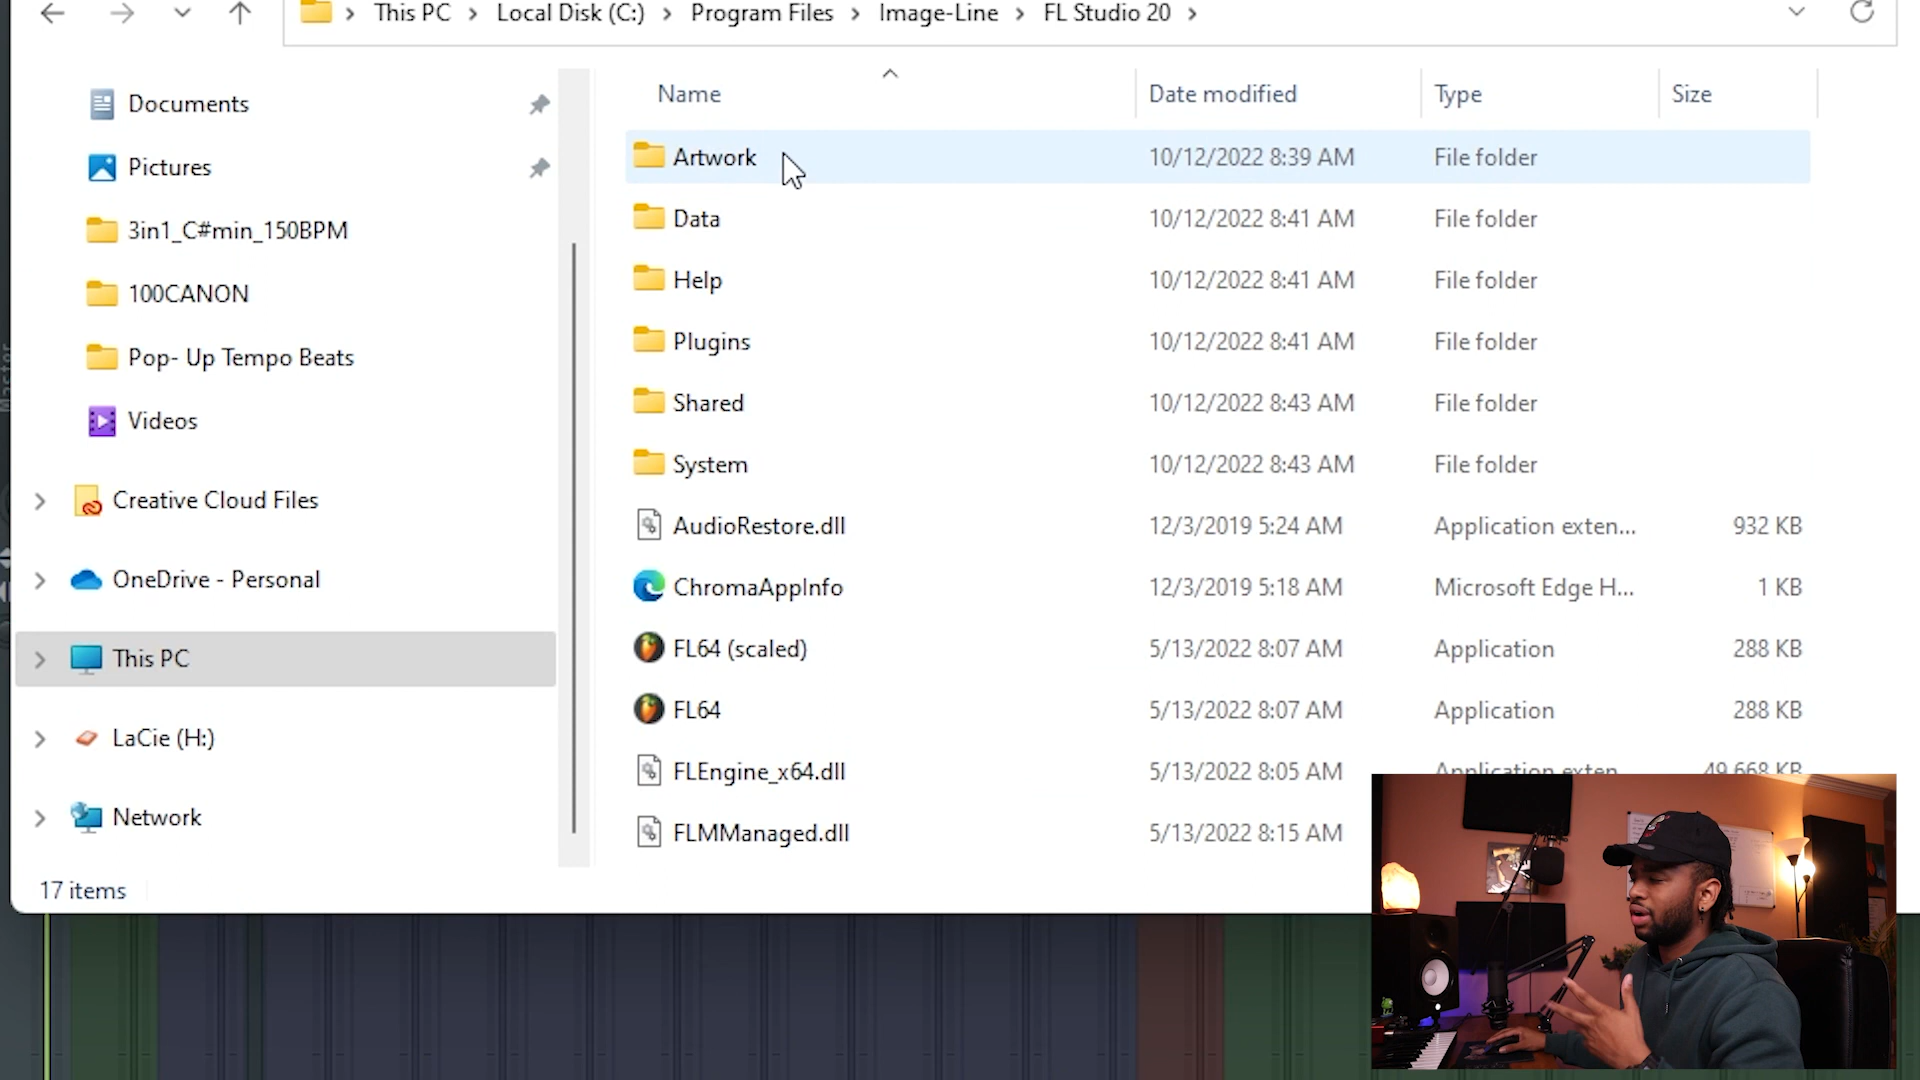 This PC > Local Disk (C:) > Program Files > Image-Line > FL Studio 20 >
Documents
Pictures
3in1_C#min_150BPM
100CANON
Pop- Up Tempo Beats
Videos
Creative Cloud Files
OneDrive - Personal
This PC
LaCie (H:)
Network
17 items
Name Date modified Type Size
Artwork 10/12/2022 8:39 AM File folder
Data 10/12/2022 8:41 AM File folder
Help 10/12/2022 8:41 AM File folder
Plugins 10/12/2022 8:41 AM File folder
Shared 10/12/2022 8:43 AM File folder
System 10/12/2022 8:43 AM File folder
AudioRestore.dll 12/3/2019 5:24 AM Application exten... 932 KB
ChromaAppInfo 12/3/2019 5:18 AM Microsoft Edge H... 1 KB
FL64 (scaled) 5/13/2022 8:07 AM Application 288 KB
FL64 5/13/2022 8:07 AM Application 288 KB
FLEngine_x64.dll 5/13/2022 8:05 AM Application exten... 49,668 KB
FLMManaged.dll 5/13/2022 8:15 AM